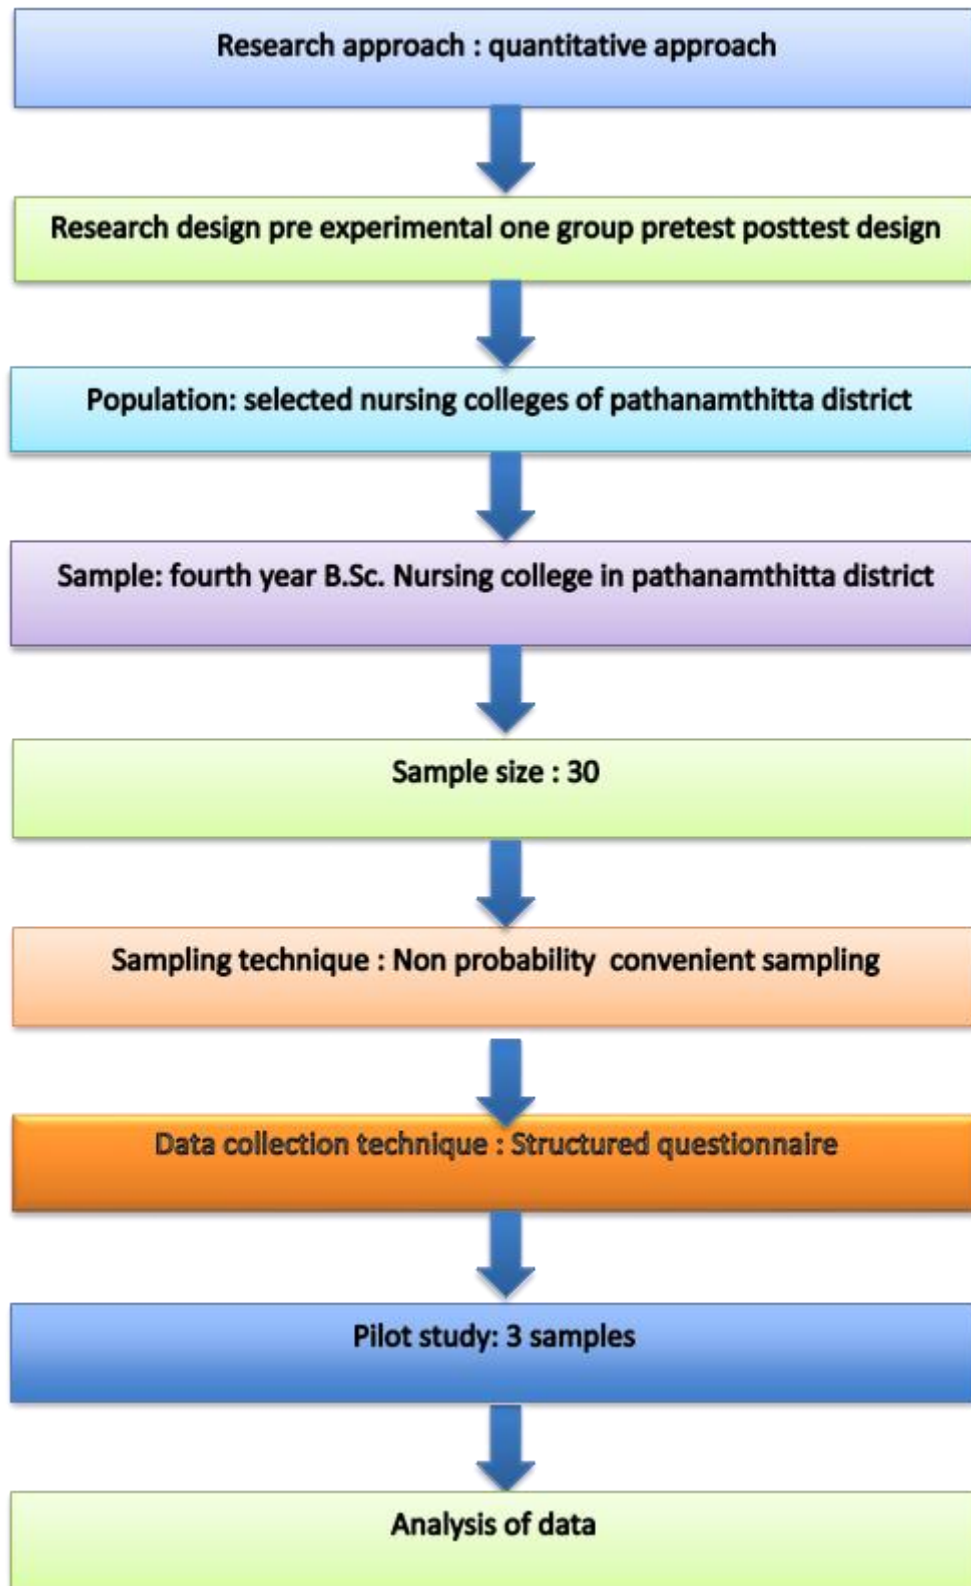 Research approach : quantitative approach
Research design pre experimental one group pretest posttest design
Population: selected nursing colleges of pathanamthitta district
Sample: fourth year B.Sc. Nursing college in pathanamthitta district
Sample size : 30
Sampling technique : Non probability convenient sampling
Data collection technique : Structured questionnaire
Pilot study: 3 samples
Analysis of data